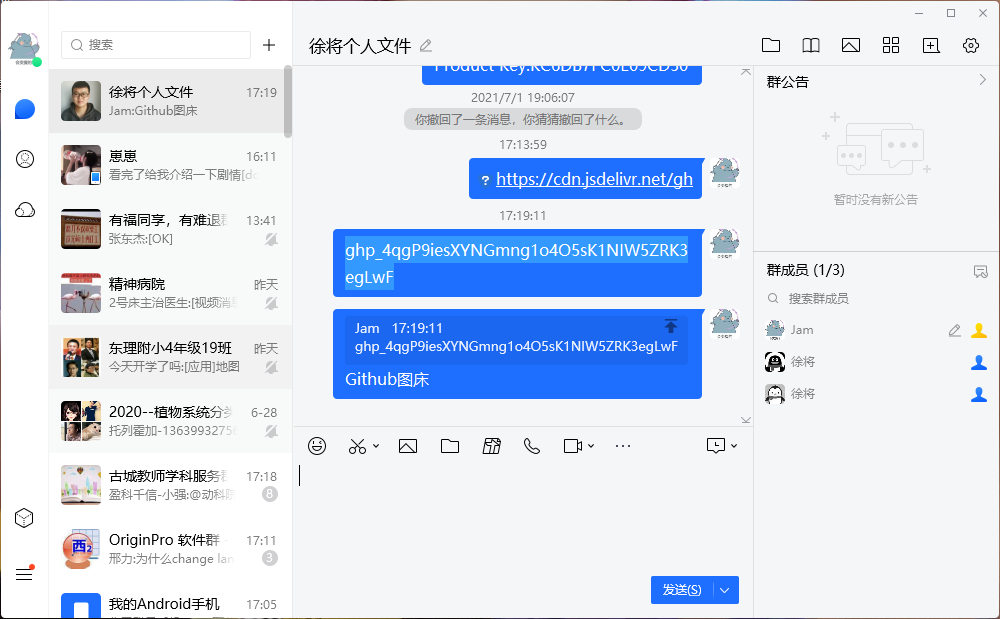 搜索
徐将个人文件
17:19
Jam:Github图床
崽崽
16:11
看完了给我介绍一下剧情[d
有福同享，有难退
13:41
张东杰:[OK]
精神病院
昨天
2号床主治医生:[视频消
东理附小4年级19班
昨天
今天开学了吗:[应用]地图
2020--植物系统分
6-28
托列霍加-1363993275
古城教师学科服务
17:18
盈科千信-小强:@动科
8
西2
OriginPro 软件群
17:11
邢力:为什么change lan
3
我的Android手机
17:05
徐将个人文件
2021/7/1 19:06:07
你撤回了一条消息，你猜猜撤回了什么。
17:13:59
? https://cdn.jsdelivr.net/gh
17:19:11
ghp_4qgP9iesXYNGmng1o4O5sK1NIW5ZRK3
egLwF
Jam 17:19:11
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
Github图床
发送(S)
群公告
暂时没有新公告
群成员 (1/3)
搜索群成员
Jam
徐将
徐将